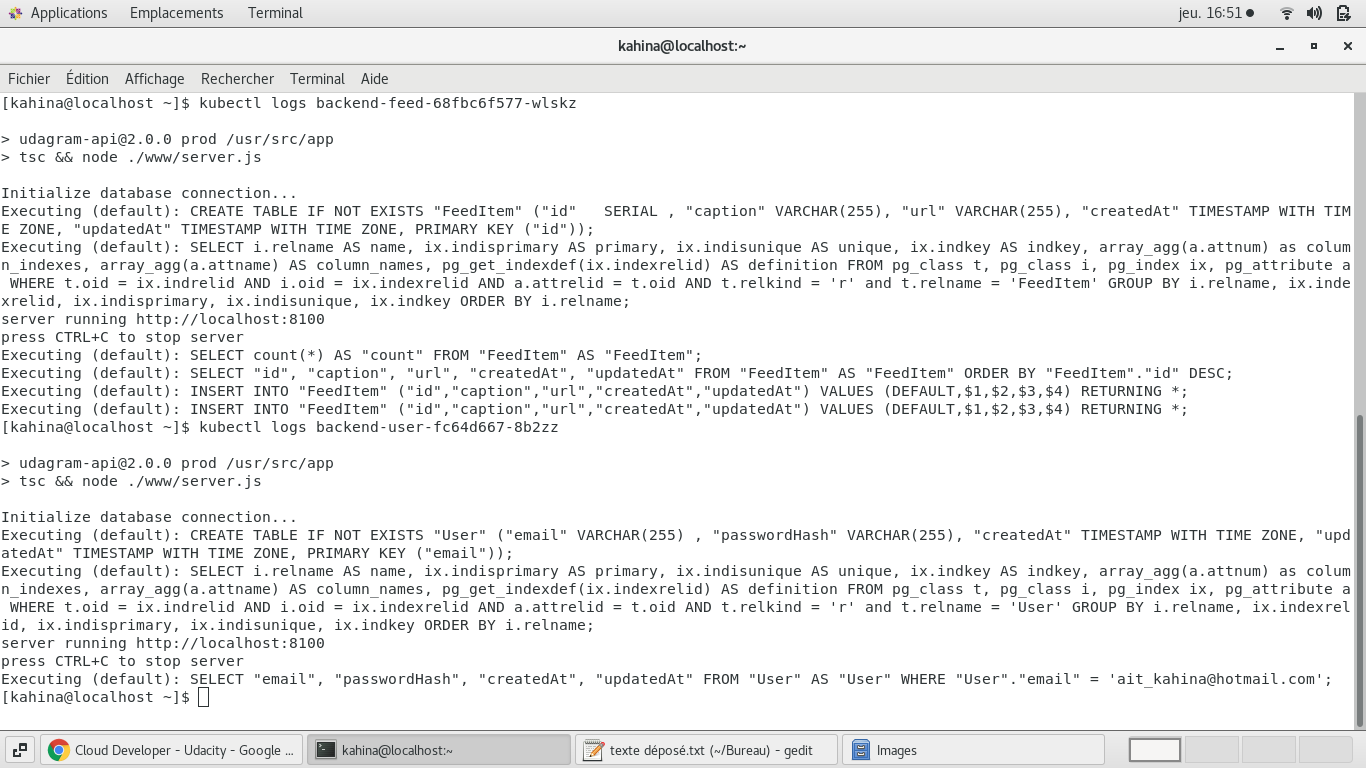 Applications Emplacements Terminal jeu. 16:51
kahina@localhost:~
Fichier Édition Affichage Rechercher Terminal Aide
[kahina@localhost ~]$ kubectl logs backend-feed-68fbc6f577-wlskz
> udagram-api@2.0.0 prod /usr/src/app
> tsc && node ./www/server.js
Initialize database connection...
Executing (default): CREATE TABLE IF NOT EXISTS "FeedItem" ("id"   SERIAL , "caption" VARCHAR(255), "url" VARCHAR(255), "createdAt" TIMESTAMP WITH TIM
E ZONE, "updatedAt" TIMESTAMP WITH TIME ZONE, PRIMARY KEY ("id"));
Executing (default): SELECT i.relname AS name, ix.indisprimary AS primary, ix.indisunique AS unique, ix.indkey AS indkey, array_agg(a.attnum) as colum
n_indexes, array_agg(a.attname) AS column_names, pg_get_indexdef(ix.indexrelid) AS definition FROM pg_class t, pg_class i, pg_index ix, pg_attribute a
 WHERE t.oid = ix.indrelid AND i.oid = ix.indexrelid AND a.attrelid = t.oid AND t.relkind = 'r' and t.relname = 'FeedItem' GROUP BY i.relname, ix.inde
xrelid, ix.indisprimary, ix.indisunique, ix.indkey ORDER BY i.relname;
server running http://localhost:8100
press CTRL+C to stop server
Executing (default): SELECT count(*) AS "count" FROM "FeedItem" AS "FeedItem";
Executing (default): SELECT "id", "caption", "url", "createdAt", "updatedAt" FROM "FeedItem" AS "FeedItem" ORDER BY "FeedItem"."id" DESC;
Executing (default): INSERT INTO "FeedItem" ("id","caption","url","createdAt","updatedAt") VALUES (DEFAULT,$1,$2,$3,$4) RETURNING *;
Executing (default): INSERT INTO "FeedItem" ("id","caption","url","createdAt","updatedAt") VALUES (DEFAULT,$1,$2,$3,$4) RETURNING *;
[kahina@localhost ~]$ kubectl logs backend-user-fc64d667-8b2zz
> udagram-api@2.0.0 prod /usr/src/app
> tsc && node ./www/server.js
Initialize database connection...
Executing (default): CREATE TABLE IF NOT EXISTS "User" ("email" VARCHAR(255) , "passwordHash" VARCHAR(255), "createdAt" TIMESTAMP WITH TIME ZONE, "upd
atedAt" TIMESTAMP WITH TIME ZONE, PRIMARY KEY ("email"));
Executing (default): SELECT i.relname AS name, ix.indisprimary AS primary, ix.indisunique AS unique, ix.indkey AS indkey, array_agg(a.attnum) as colum
n_indexes, array_agg(a.attname) AS column_names, pg_get_indexdef(ix.indexrelid) AS definition FROM pg_class t, pg_class i, pg_index ix, pg_attribute a
 WHERE t.oid = ix.indrelid AND i.oid = ix.indexrelid AND a.attrelid = t.oid AND t.relkind = 'r' and t.relname = 'User' GROUP BY i.relname, ix.indexrel
id, ix.indisprimary, ix.indisunique, ix.indkey ORDER BY i.relname;
server running http://localhost:8100
press CTRL+C to stop server
Executing (default): SELECT "email", "passwordHash", "createdAt", "updatedAt" FROM "User" AS "User" WHERE "User"."email" = 'ait_kahina@hotmail.com';
[kahina@localhost ~]$
Cloud Developer - Udacity - Google ... kahina@localhost:~ texte déposé.txt (~/Bureau) - gedit Images